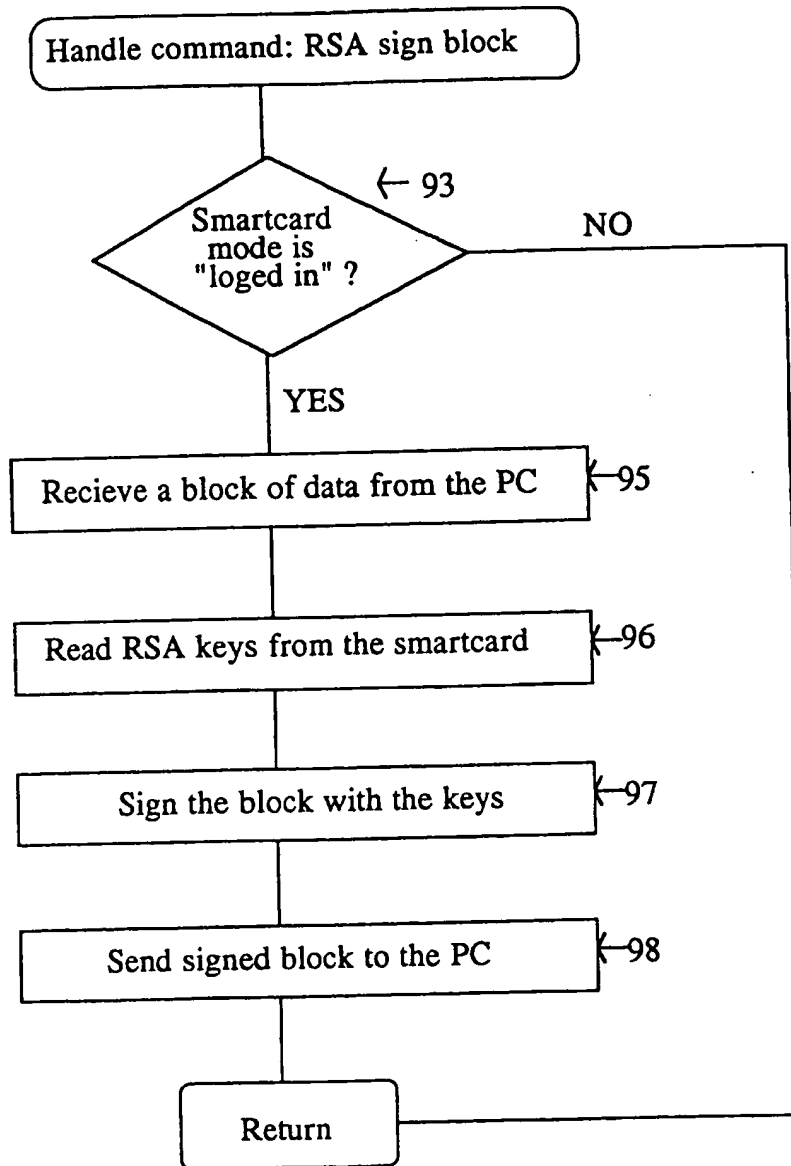 Handle command: RSA sign block
← 93
Smartcard
mode is
"loged in" ?
NO
YES
Recieve a block of data from the PC
95
Read RSA keys from the smartcard
96
Sign the block with the keys
97
Send signed block to the PC
98
Return